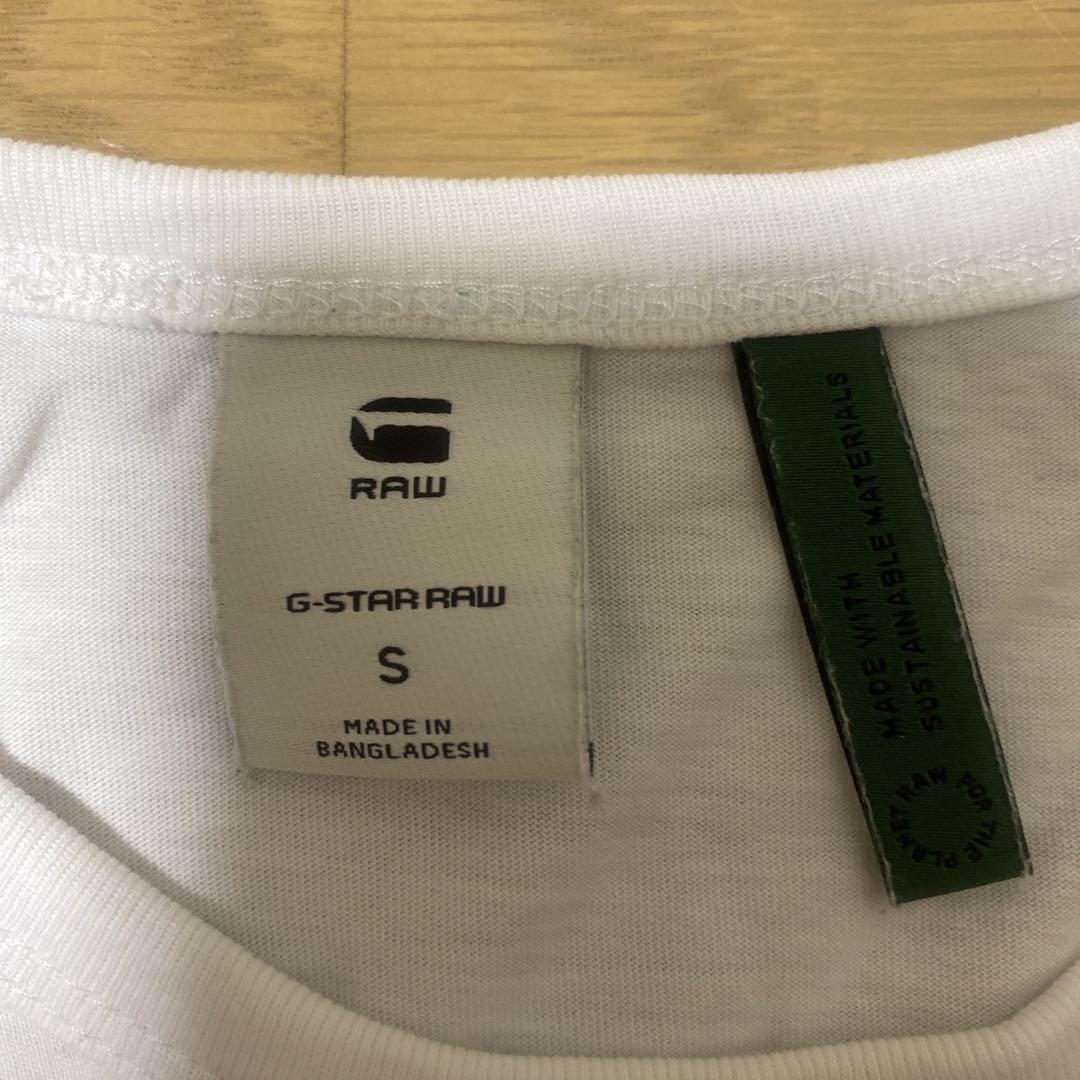 RAW
G-STAR RAW
S
MADE IN
BANGLADESH
MADE WITH
SUSTAINABLE MATERIALS
RAW FOR THE PLANET